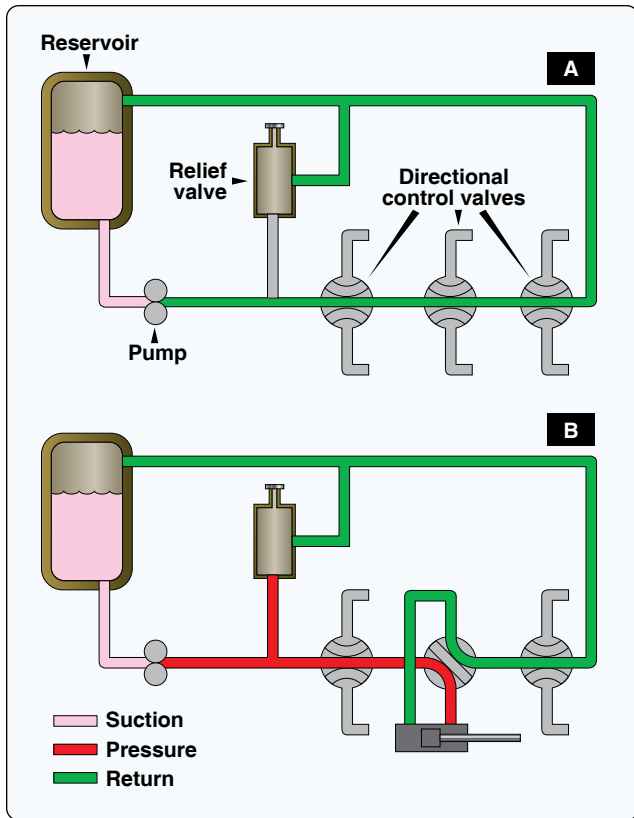 Reservoir
A
Relief
valve
Directional
control valves
Pump
B
Suction
Pressure
Return